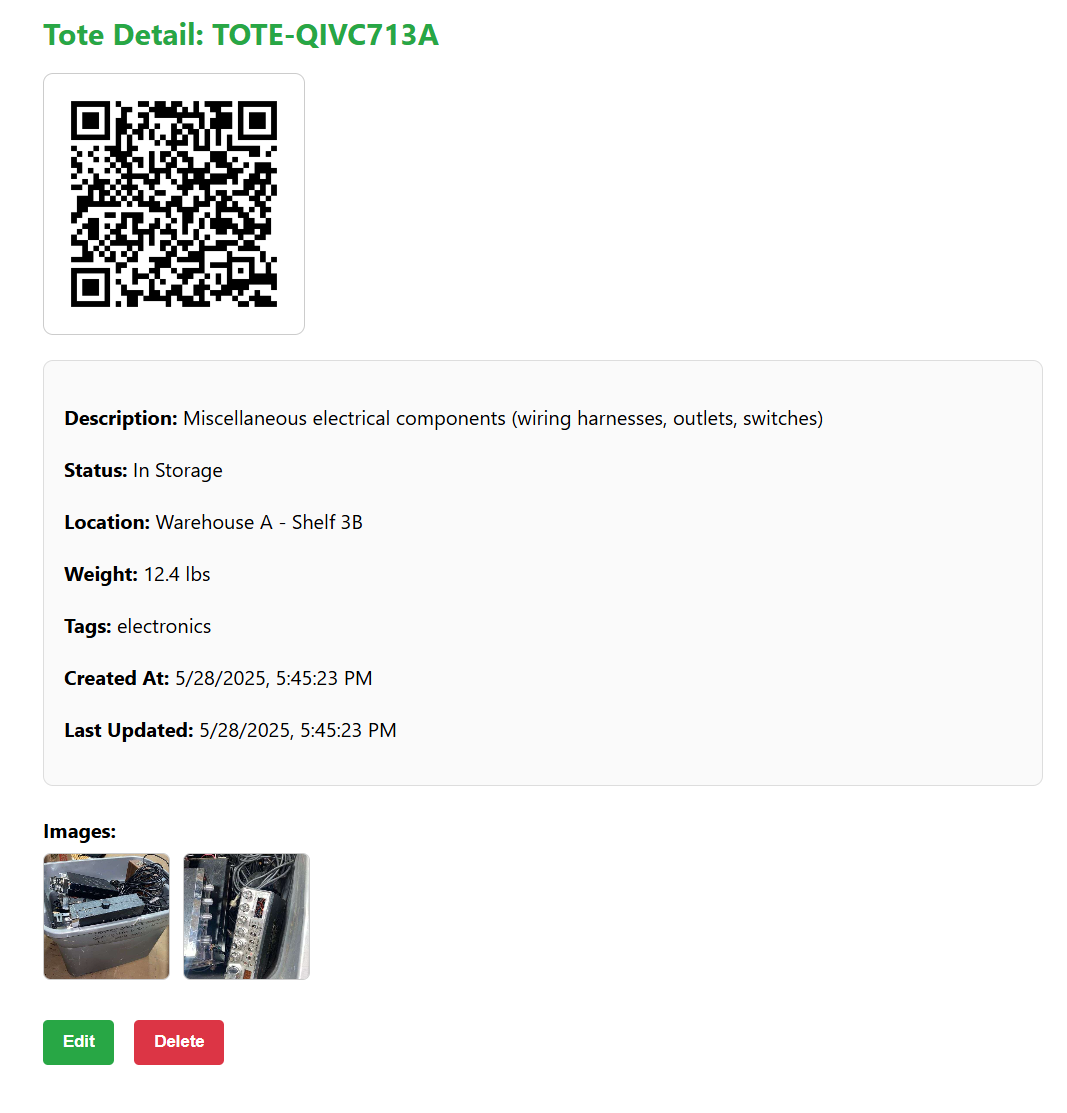 Tote Detail: TOTE-QIVC713A
Description: Miscellaneous electrical components (wiring harnesses, outlets, switches)
Status: In Storage
Location: Warehouse A - Shelf 3B
Weight: 12.4 lbs
Tags: electronics
Created At: 5/28/2025, 5:45:23 PM
Last Updated: 5/28/2025, 5:45:23 PM
Images:
Edit
Delete